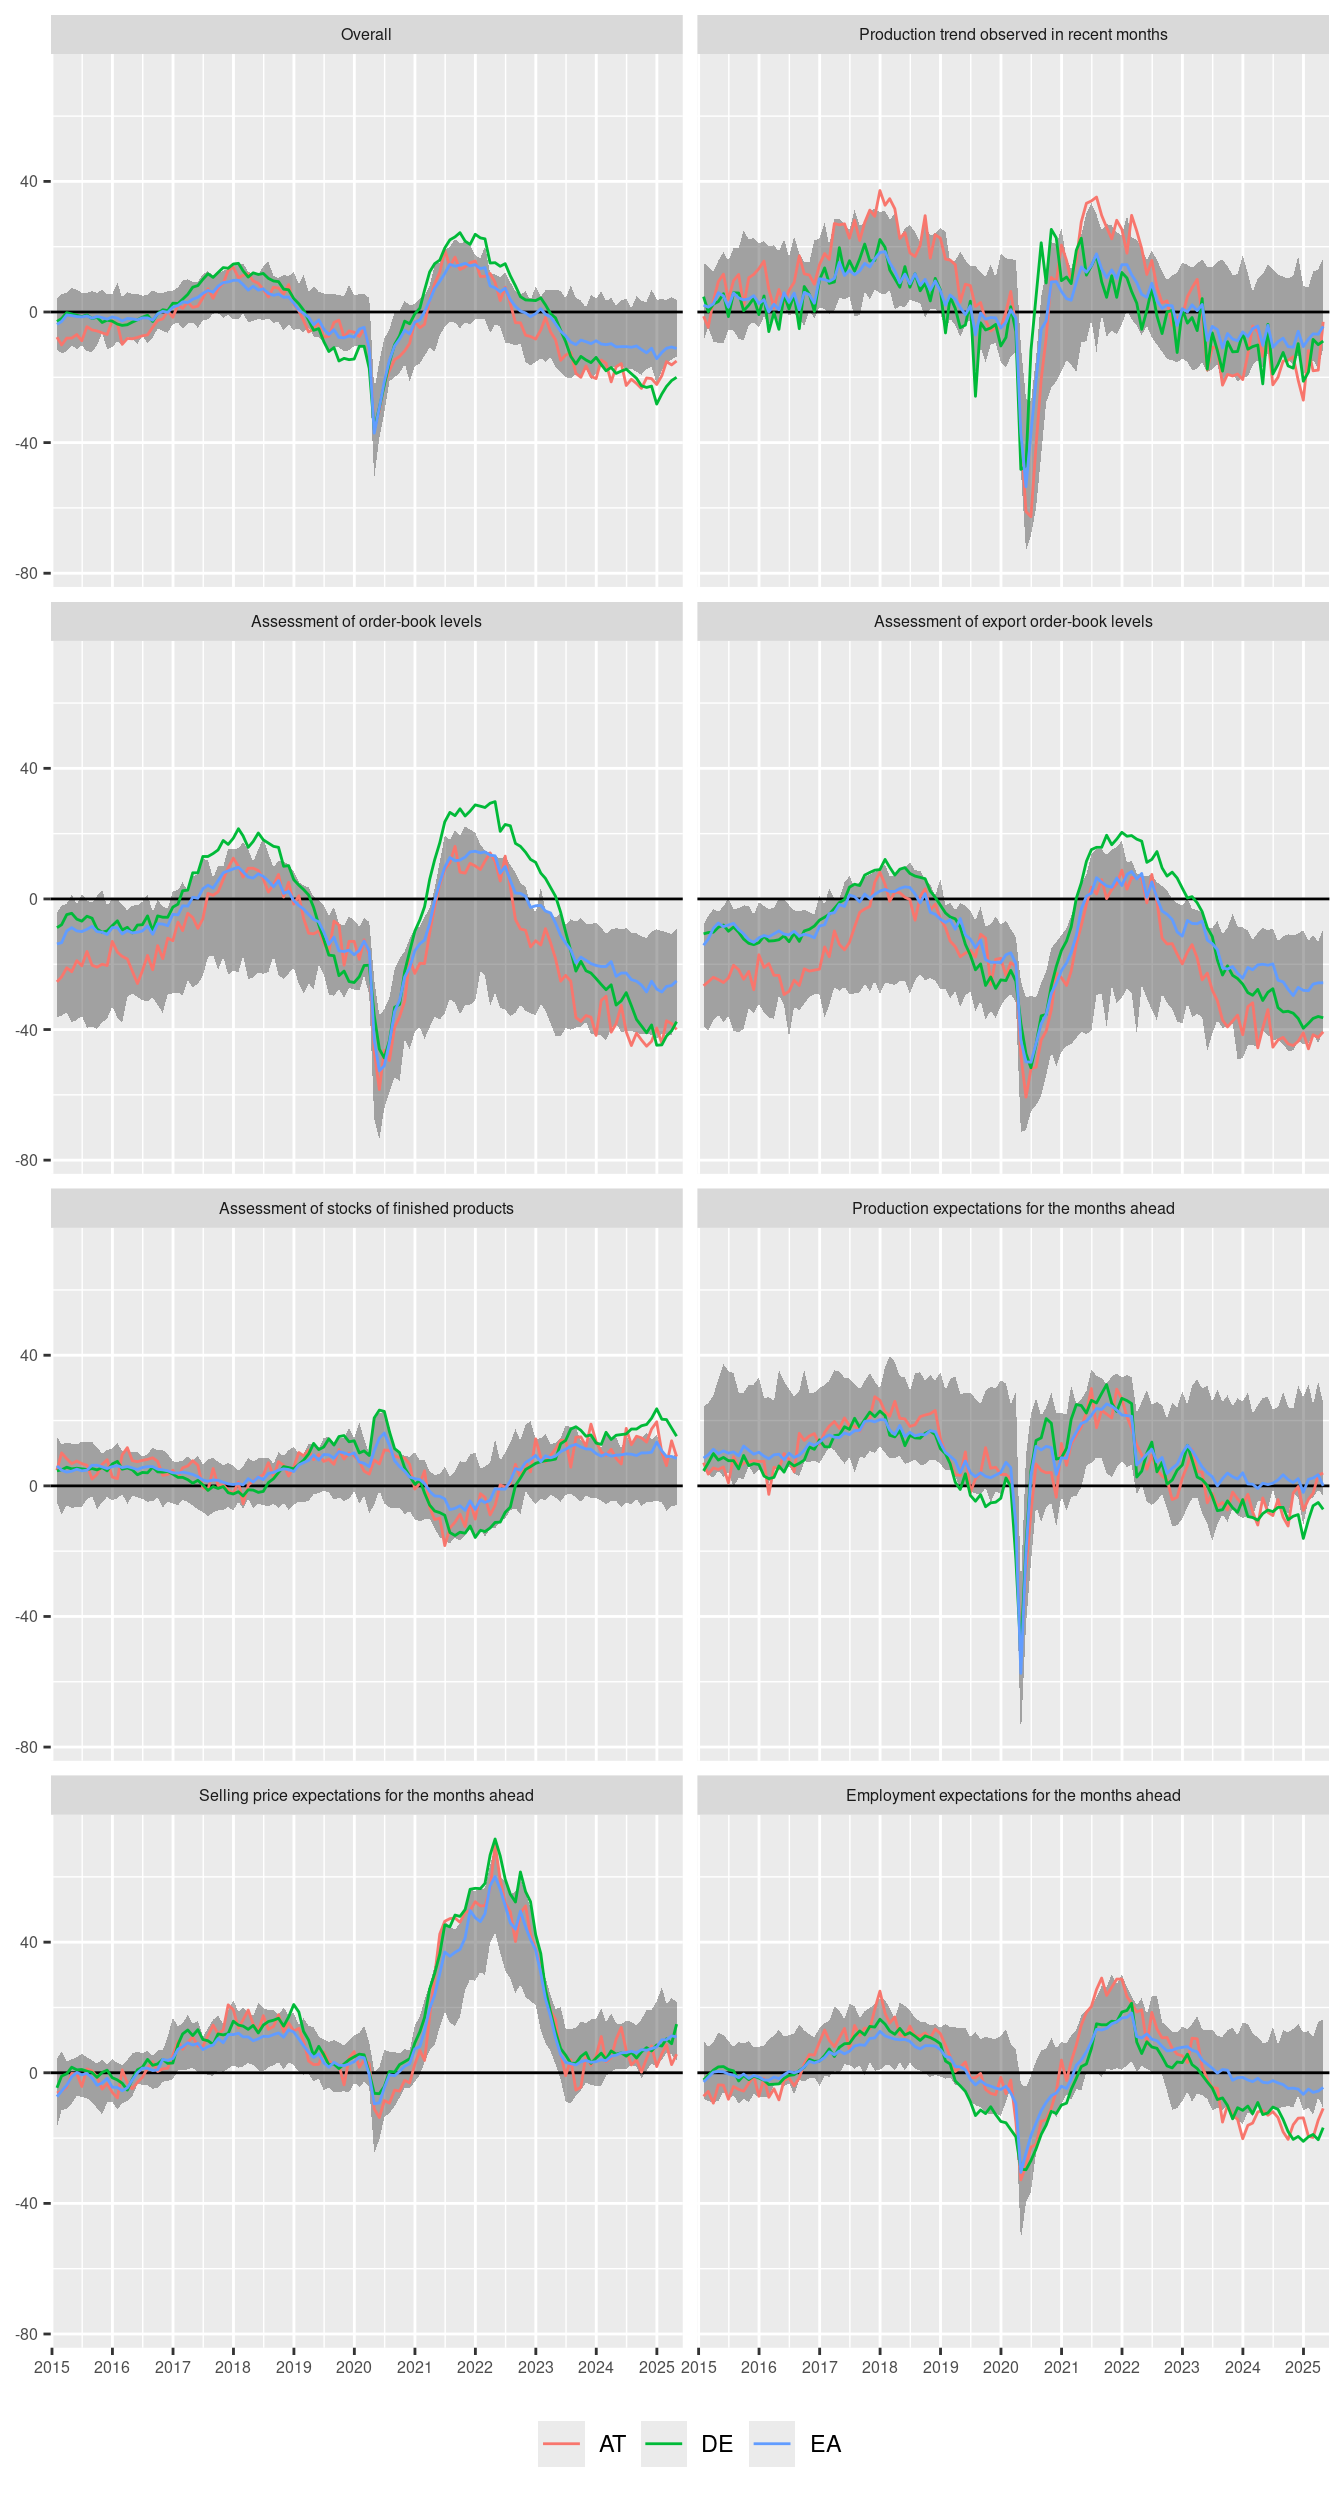 Overall
Production trend observed in recent months
40
0
-40
-80
Assessment of order-book levels
Assessment of export order-book levels
40
0
-40
-80
Assessment of stocks of finished products
Production expectations for the months ahead
40
0
-40
-80
Selling price expectations for the months ahead
Employment expectations for the months ahead
40
0
-40
-80
2015 2016 2017 2018 2019 2020 2021 2022 2023 2024 2025
2015 2016 2017 2018 2019 2020 2021 2022 2023 2024 2025
AT DE EA